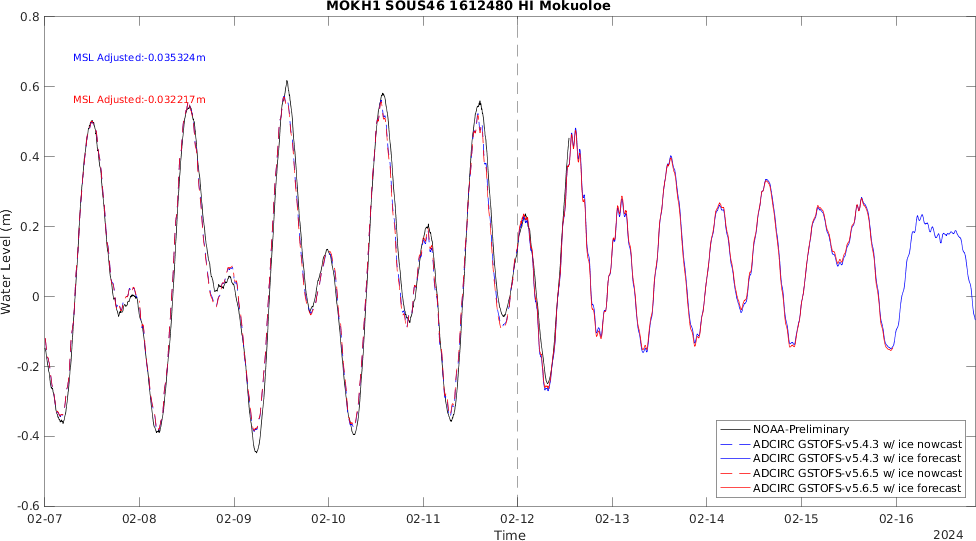 MOKH1 SOUS46 1612480 HI Mokuoloe
0.8
0.6
0.4
0.2
0
-0.2
-0.4
-0.6
Water Level (m)
MSL Adjusted:-0.035324m
MSL Adjusted:-0.032217m
NOAA-Preliminary
ADCIRC GSTOFS-v5.4.3 w/ ice nowcast
ADCIRC GSTOFS-v5.4.3 w/ ice forecast
ADCIRC GSTOFS-v5.6.5 w/ ice nowcast
ADCIRC GSTOFS-v5.6.5 w/ ice forecast
02-07 02-08 02-09 02-10 02-11 02-12 02-13 02-14 02-15 02-16
Time
2024